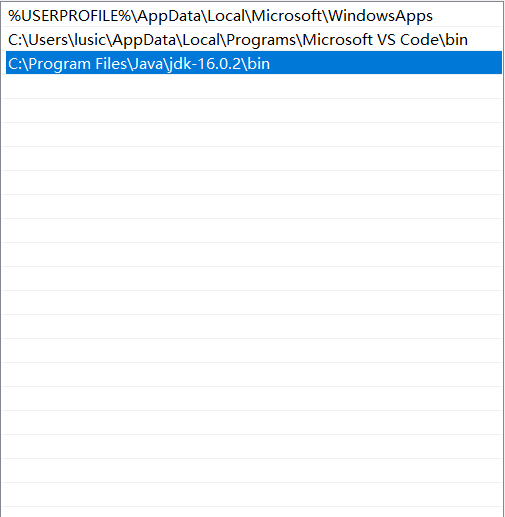 %USERPROFILE%\AppData\Local\Microsoft\WindowsApps
C:\Users\lusic\AppData\Local\Programs\Microsoft VS Code\bin
C:\Program Files\Java\jdk-16.0.2\bin